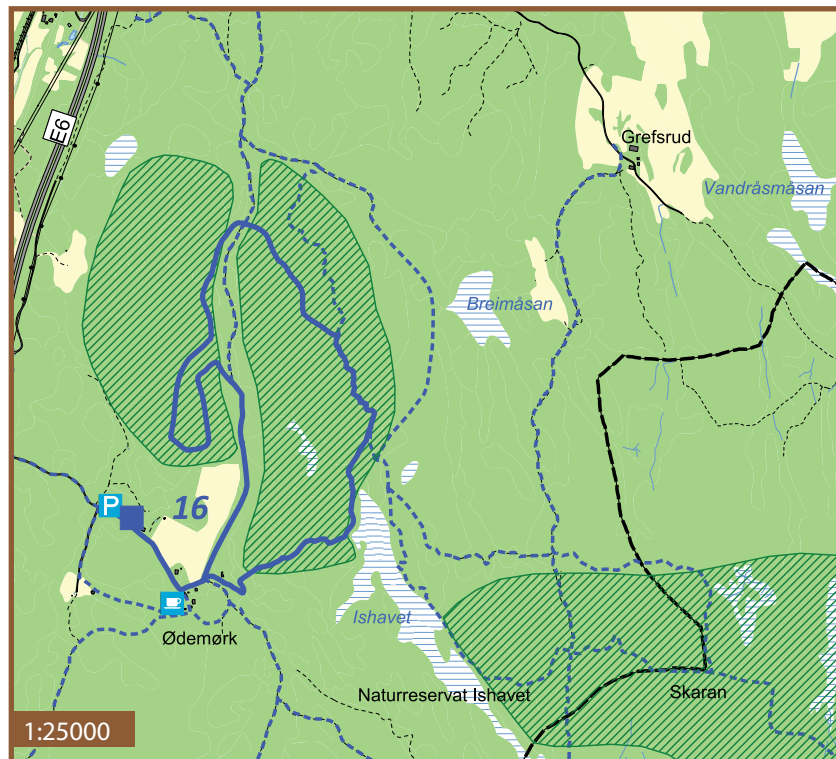 E6
Grefsrud
Vandråsmåsan
Breimåsan
P
16
Ishavet
Ødemørk
Naturreservat Ishavet
Skaran
1:25000